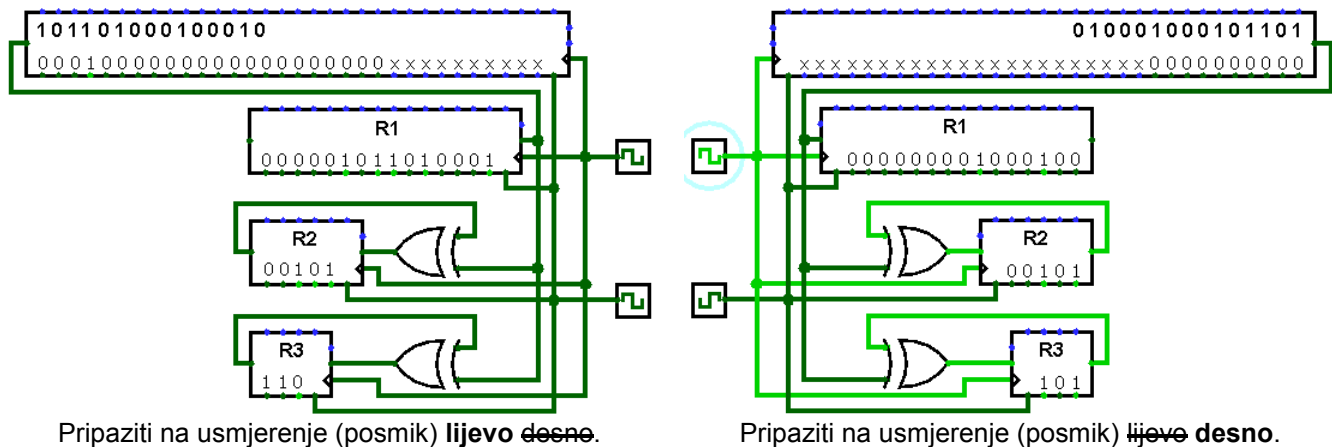 101101000100010
0001000000000000000000xxxxxxxxxx
R1
000001011010001
R2
00101
R3
110
Pripaziti na usmjerenje (posmik) lijevo desno.
010001000101101
xxxxxxxxxxxxxxxxxxxxxx0000000000
R1
000000001000100
R2
00101
R3
101
Pripaziti na usmjerenje (posmik) lijevo desno.